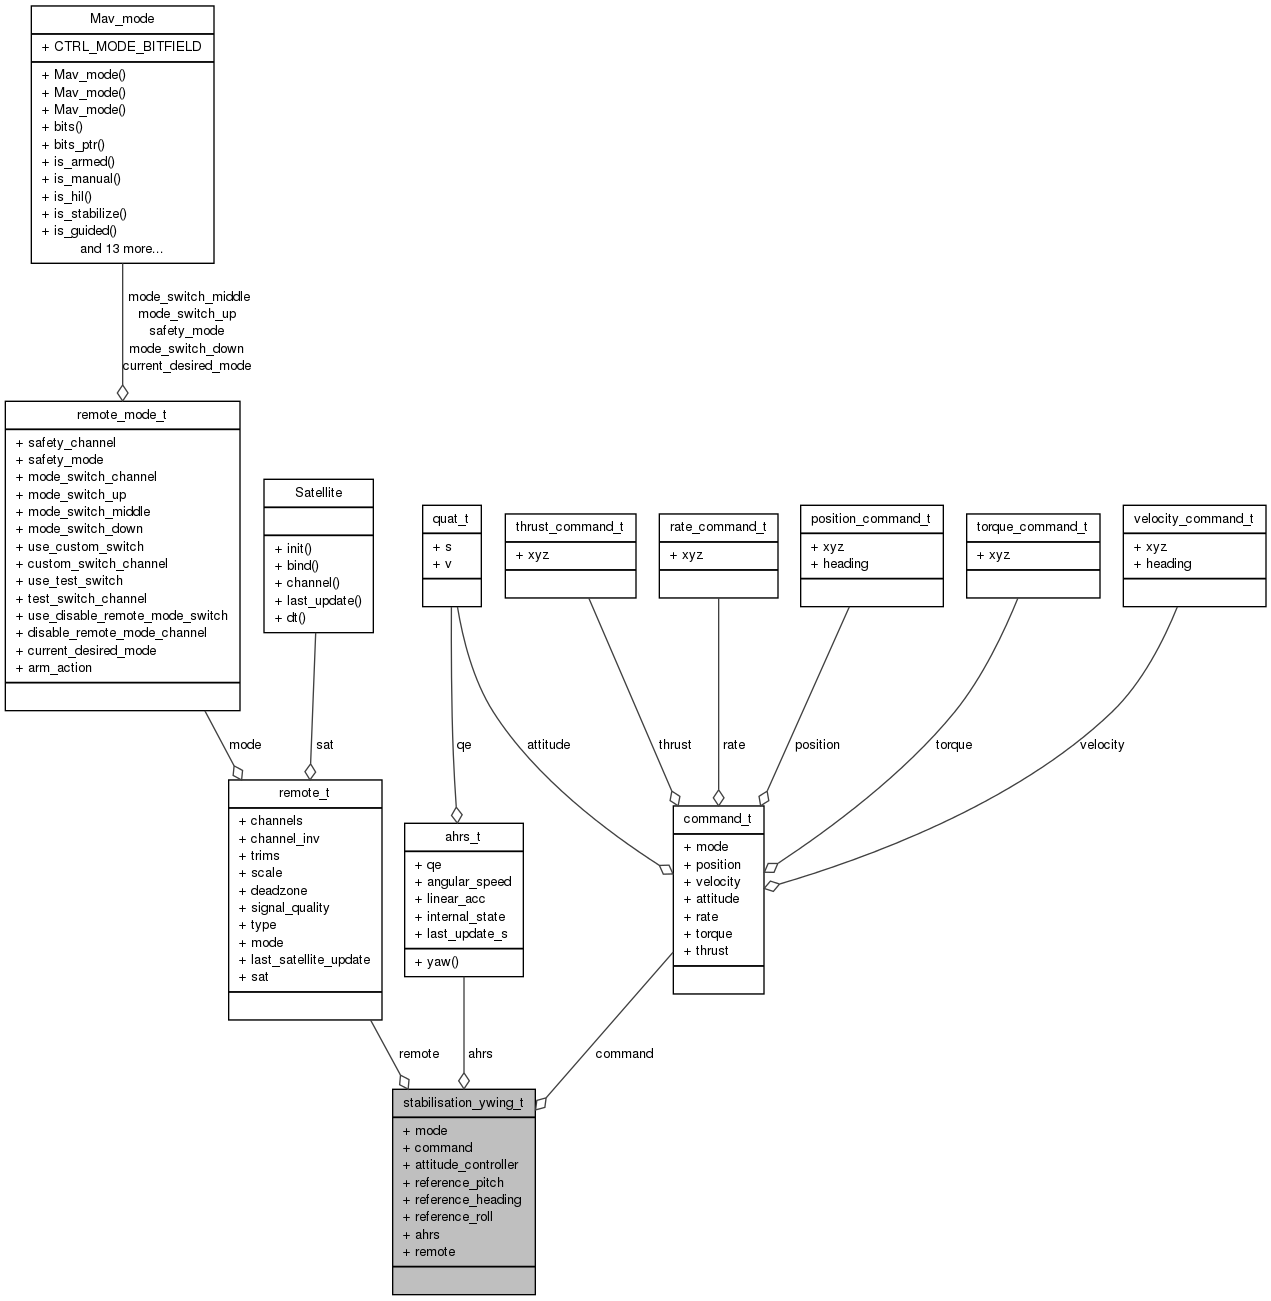 Mav_mode
+ CTRL_MODE_BITFIELD
+ Mav_mode()
+ Mav_mode()
+ Mav_mode()
+ bits()
+ bits_ptr()
+ is_armed()
+ is_manual()
+ is_hil()
+ is_stabilize()
+ is_guided()
and 13 more...
mode_switch_middle
mode_switch_up
safety_mode
mode_switch_down
current_desired_mode
remote_mode_t
+ safety_channel
+ safety_mode
+ mode_switch_channel
+ mode_switch_up
+ mode_switch_middle
+ mode_switch_down
+ use_custom_switch
+ custom_switch_channel
+ use_test_switch
+ test_switch_channel
+ use_disable_remote_mode_switch
+ disable_remote_mode_channel
+ current_desired_mode
+ arm_action
Satellite
+ init()
+ bind()
+ channel()
+ last_update()
+ dt()
quat_t
+ s
+ v
thrust_command_t
+ xyz
rate_command_t
+ xyz
position_command_t
+ xyz
+ heading
torque_command_t
+ xyz
velocity_command_t
+ xyz
+ heading
mode
sat
qe
attitude
thrust
rate
position
torque
velocity
remote_t
+ channels
+ channel_inv
+ trims
+ scale
+ deadzone
+ signal_quality
+ type
+ mode
+ last_satellite_update
+ sat
ahrs_t
+ qe
+ angular_speed
+ linear_acc
+ internal_state
+ last_update_s
+ yaw()
command_t
+ mode
+ position
+ velocity
+ attitude
+ rate
+ torque
+ thrust
remote
ahrs
command
stabilisation_ywing_t
+ mode
+ command
+ attitude_controller
+ reference_pitch
+ reference_heading
+ reference_roll
+ ahrs
+ remote